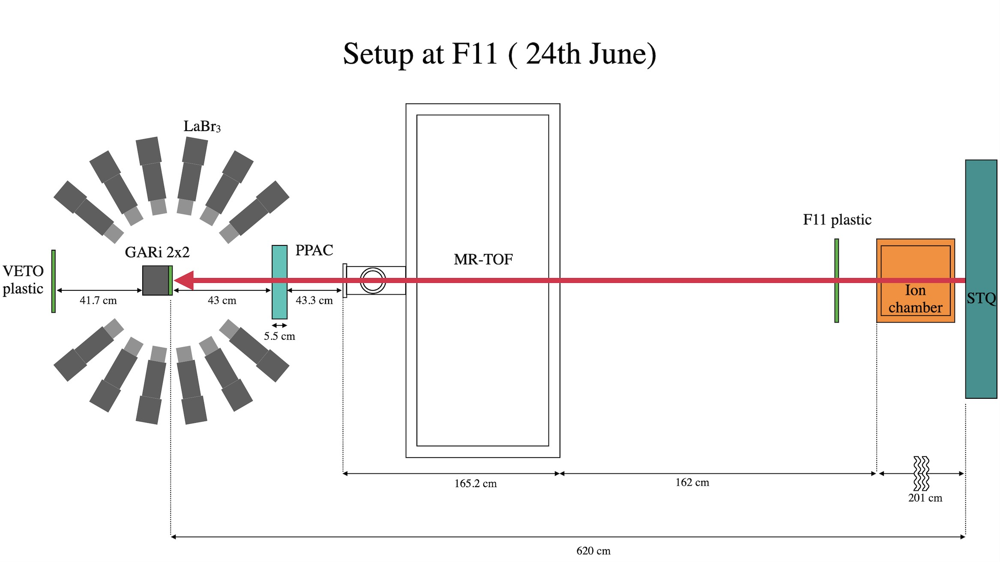 Setup at F11 ( 24th June)
LaBr₃
F11 plastic
GARi 2x2
PPAC
MR-TOF
VETO
plastic
Ion
chamber
STQ
41.7 cm
43 cm
43.3 cm
5.5 cm
165.2 cm
162 cm
201 cm
620 cm